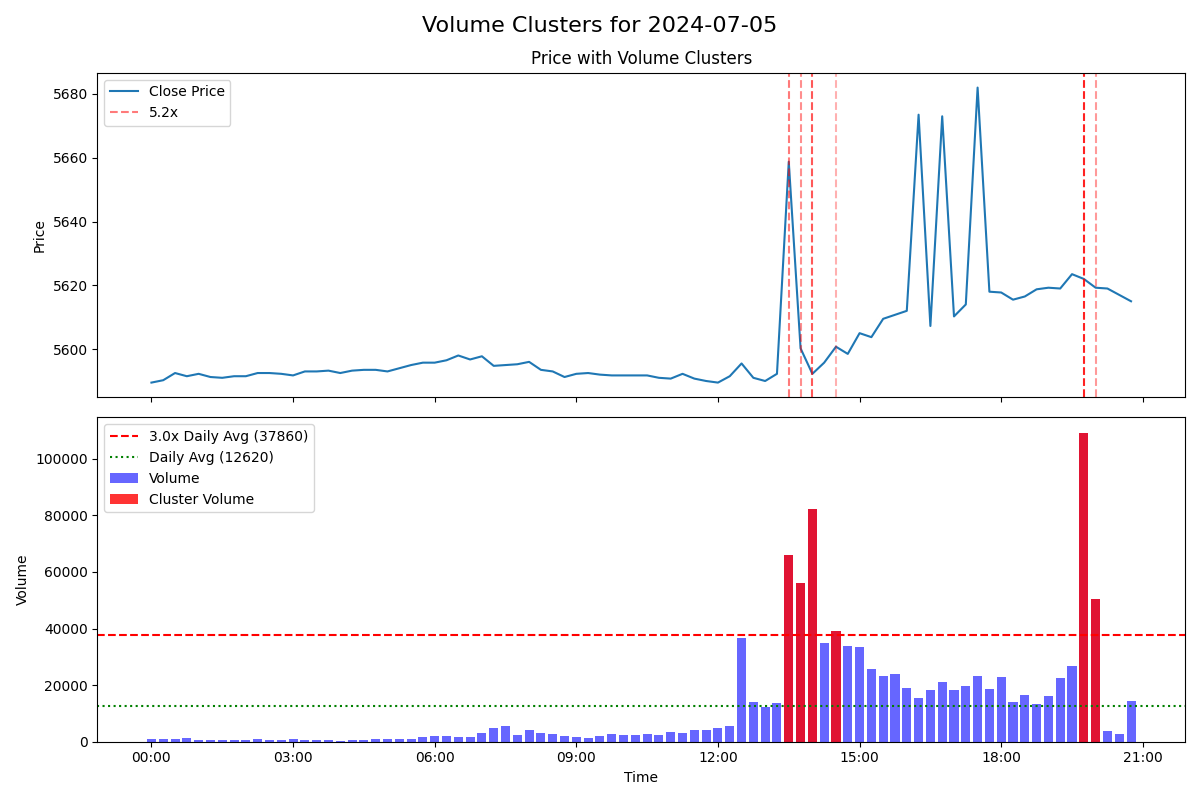 Volume Clusters for 2024-07-05
Price with Volume Clusters
Close Price
5.2x
5680
5660
5640
5620
5600
Price
3.0x Daily Avg (37860)
Daily Avg (12620)
Volume
Cluster Volume
100000
80000
60000
40000
20000
0
Volume
00:00 03:00 06:00 09:00 12:00 15:00 18:00 21:00
Time